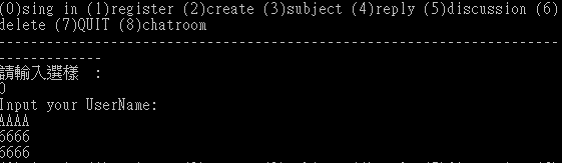 (0)sing in (1)register (2)create (3)subject (4)reply (5)discussion (6)
delete (7)QUIT (8)chatroom
--------------------------------------------------------------------------------
-------------
請輸入選樣 :
0
Input your UserName:
AAAA
6666
6666